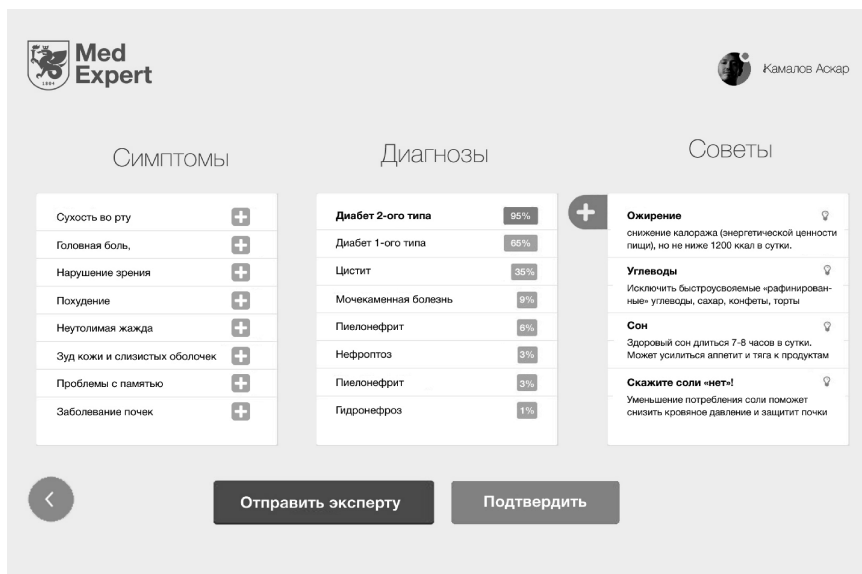 Med
Expert
1804
Камалов Аскар
Симптомы
Сухость во рту
Головная боль,
Нарушение зрения
Похудение
Неутолимая жажда
Зуд кожи и слизистых оболочек
Проблемы с памятью
Заболевание почек
Диагнозы
Диабет 2-ого типа 95%
Диабет 1-ого типа 65%
Цистит 35%
Мочекаменная болезнь 9%
Пиелонефрит 6%
Нефроптоз 3%
Пиелонефрит 3%
Гидронефроз 1%
Советы
Ожирение
снижение калоража (энергетической ценности
пищи), но не ниже 1200 ккал в сутки.
Углеводы
Исключить быстроусвояемые «рафинирован-
ные» углеводы, сахар, конфеты, торты
Сон
Здоровый сон длиться 7-8 часов в сутки.
Может усилиться аппетит и тяга к продуктам
Скажите соли «нет»!
Уменьшение потребления соли поможет
снизить кровяное давление и защитит почки
Отправить эксперту
Подтвердить